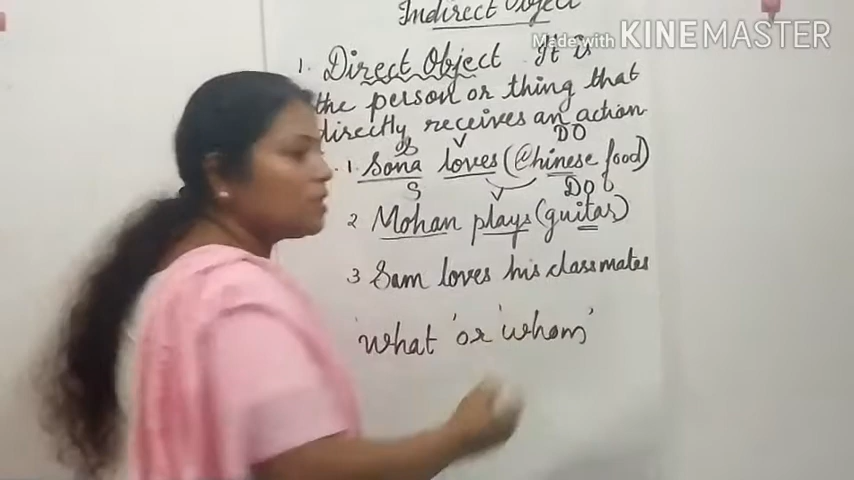 Indirect Object
Made with KINEMASTER
1. Direct Object It is
the person or thing that
directly receives an action.
V DO
1. Sona loves (Chinese food)
S V DO
2 Mohan plays (guitar)
3 Sam loves his classmates
'what' or 'whom'